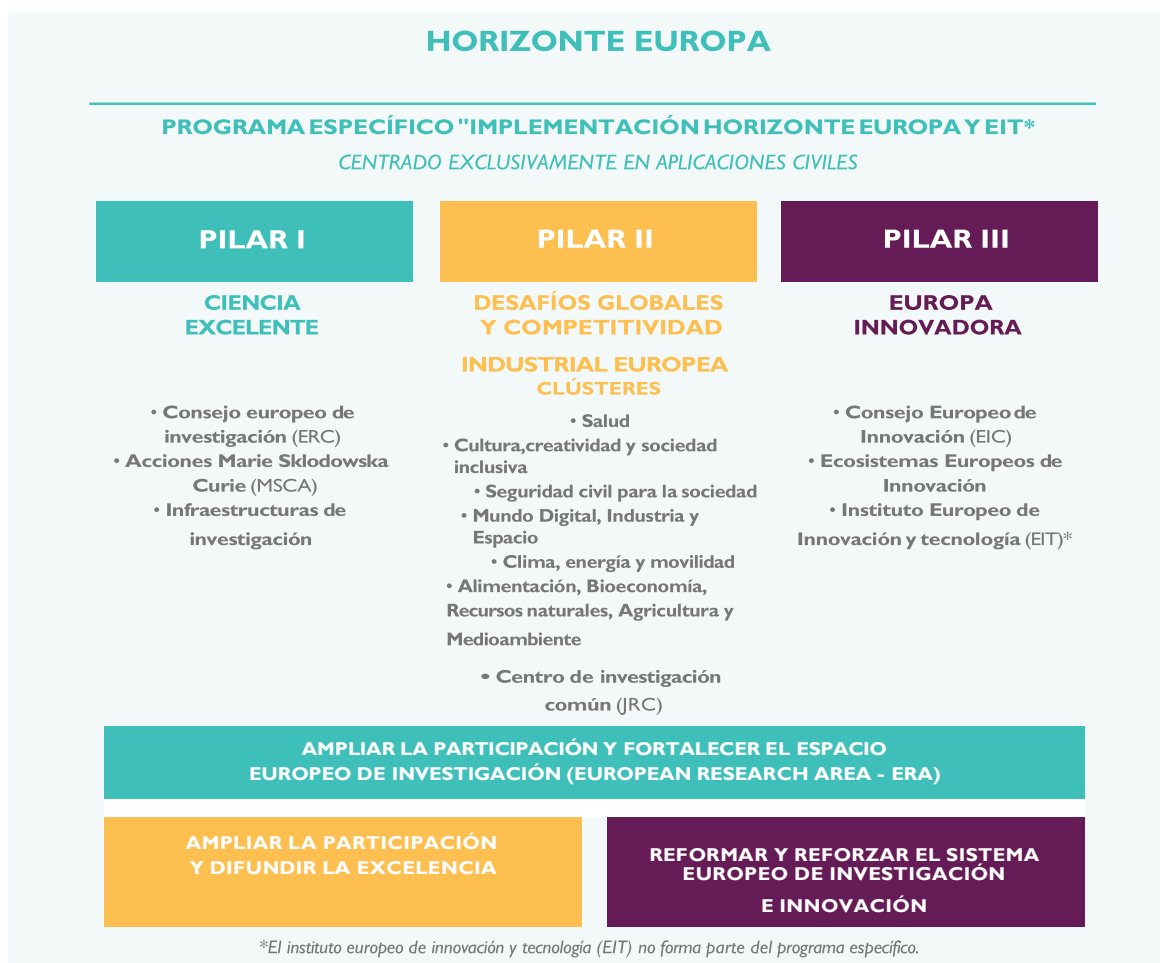 HORIZONTE EUROPA
PROGRAMA ESPECÍFICO "IMPLEMENTACIÓN HORIZONTE EUROPA Y EIT*
CENTRADO EXCLUSIVAMENTE EN APLICACIONES CIVILES
PILAR I
CIENCIA
EXCELENTE
• Consejo europeo de
investigación (ERC)
• Acciones Marie Sklodowska
Curie (MSCA)
• Infraestructuras de
investigación
PILAR II
DESAFÍOS GLOBALES
Y COMPETITIVIDAD
INDUSTRIAL EUROPEA
CLÚSTERES
• Salud
• Cultura,creatividad y sociedad
inclusiva
• Seguridad civil para la sociedad
• Mundo Digital, Industria y
Espacio
• Clima, energía y movilidad
• Alimentación, Bioeconomía,
Recursos naturales, Agricultura y
Medioambiente
• Centro de investigación
común (JRC)
PILAR III
EUROPA
INNOVADORA
• Consejo Europeo de
Innovación (EIC)
• Ecosistemas Europeos de
Innovación
• Instituto Europeo de
Innovación y tecnología (EIT)*
AMPLIAR LA PARTICIPACIÓN Y FORTALECER EL ESPACIO
EUROPEO DE INVESTIGACIÓN (EUROPEAN RESEARCH AREA - ERA)
AMPLIAR LA PARTICIPACIÓN
Y DIFUNDIR LA EXCELENCIA
REFORMAR Y REFORZAR EL SISTEMA
EUROPEO DE INVESTIGACIÓN
E INNOVACIÓN
*El instituto europeo de innovación y tecnología (EIT) no forma parte del programa específico.